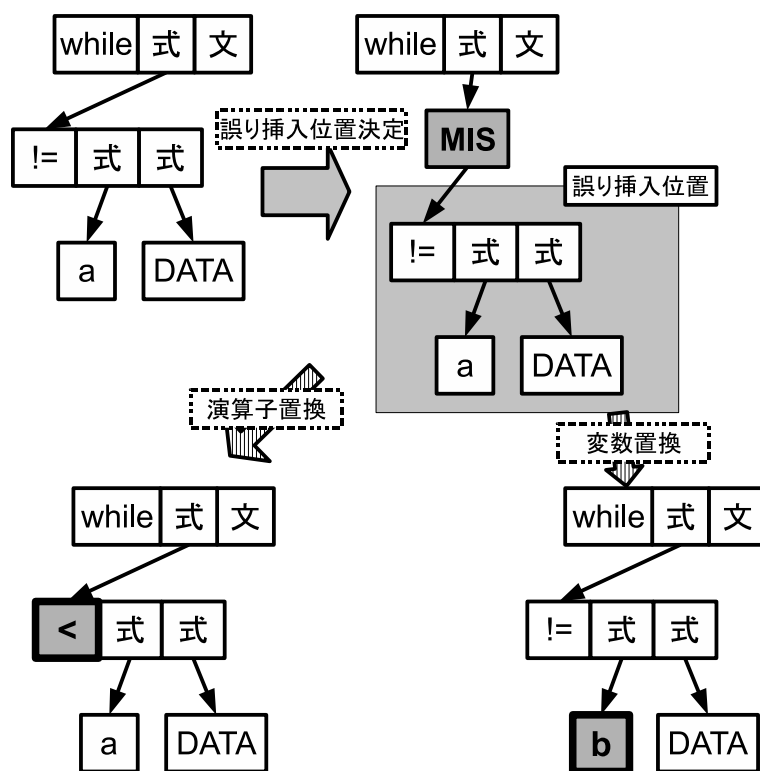 while 式 文
!= 式 式
a DATA
誤り挿入位置決定
while 式 文
MIS
誤り挿入位置
!= 式 式
a DATA
演算子置換
変数置換
while 式 文
< 式 式
a DATA
while 式 文
!= 式 式
b DATA